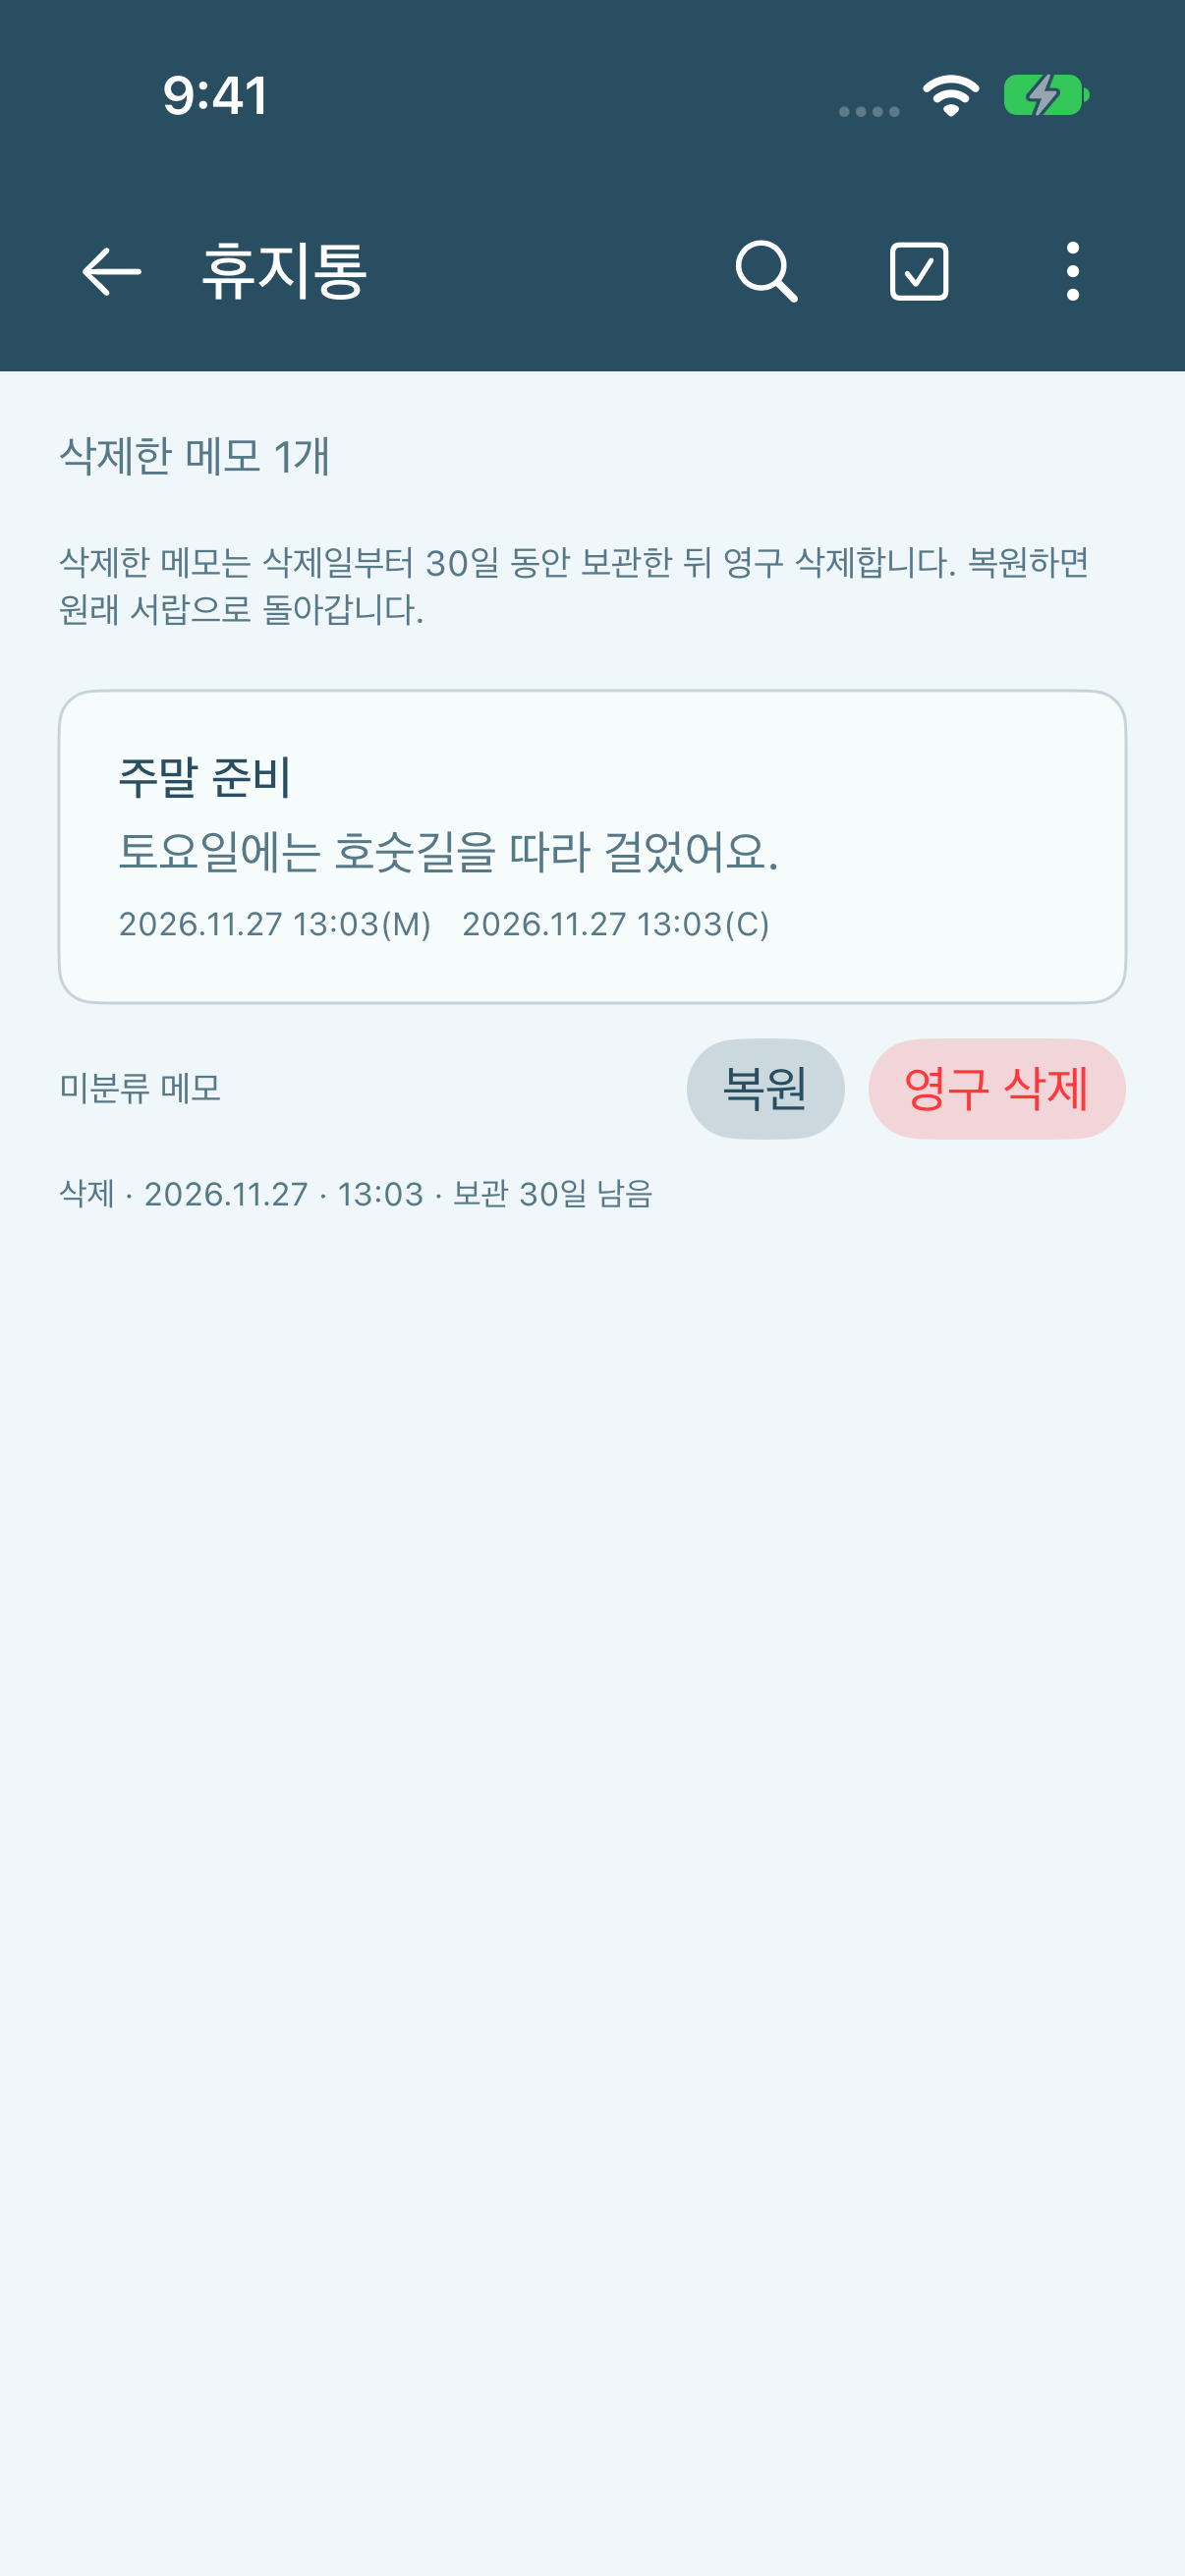 9:41
휴지통
삭제한 메모 1개
삭제한 메모는 삭제일부터 30일 동안 보관한 뒤 영구 삭제합니다. 복원하면
원래 서랍으로 돌아갑니다.
주말 준비
토요일에는 호숫길을 따라 걸었어요.
2026.11.27 13:03(M) 2026.11.27 13:03(C)
미분류 메모 복원 영구 삭제
삭제 · 2026.11.27 · 13:03 · 보관 30일 남음